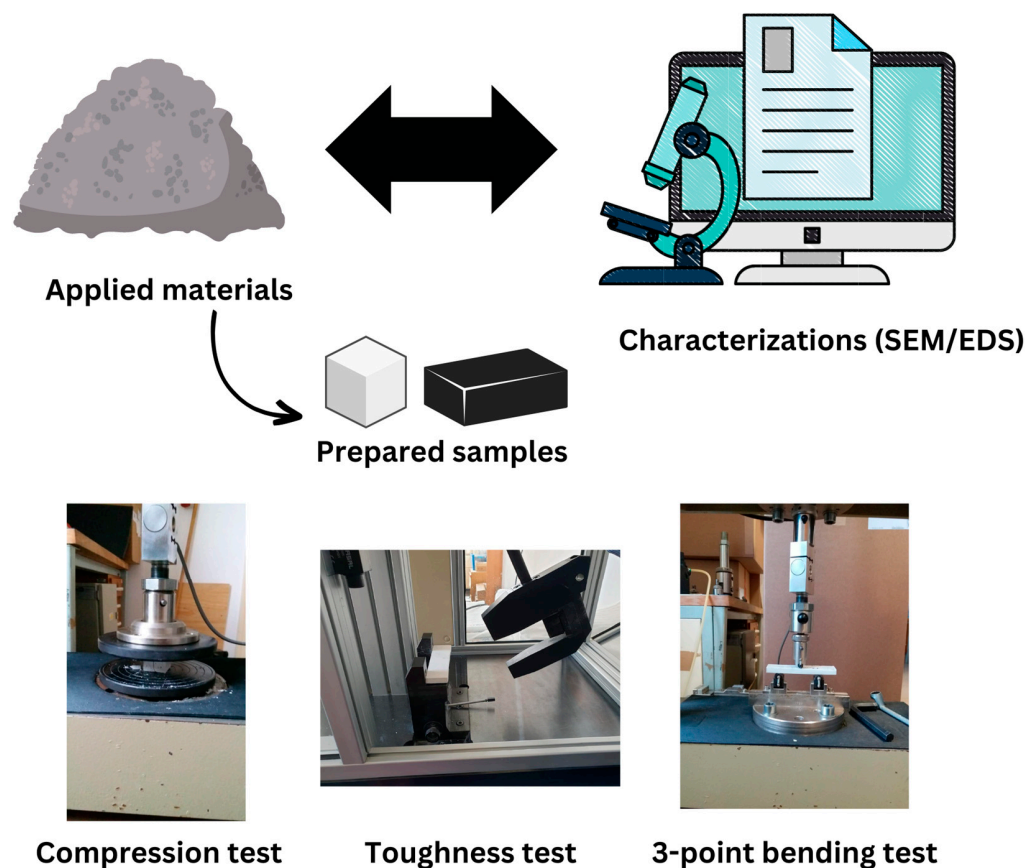 Applied materials
Characterizations (SEM/EDS)
Prepared samples
Compression test
Toughness test
3-point bending test